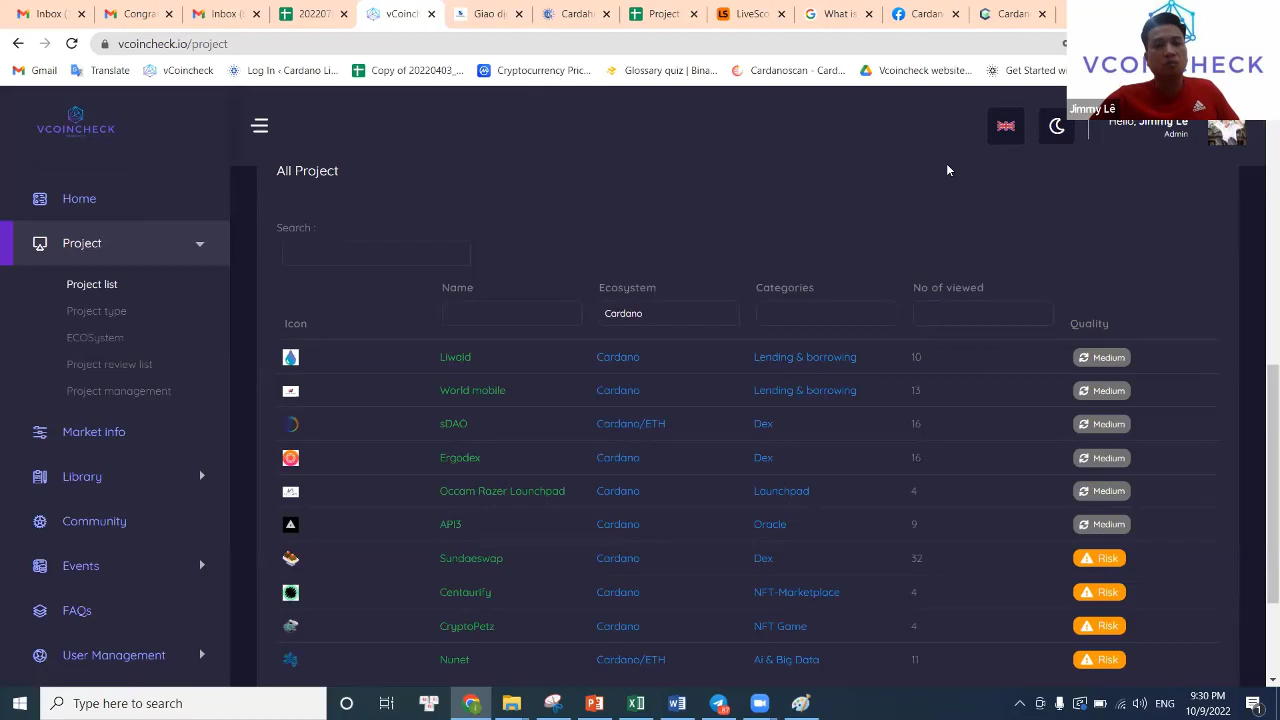 Inbox (
Inbox
Inbox (
202207
vCoinC
Giao d
Cardan
Project
LiveSco
What is
Cardan
Cardan
vcoincheck.io/project
Gmail
Translate
vCoincheck
Log In - Cardano Li...
Copy of 20220403_...
Cryptocurrency Pric...
Glossary quiz | Bina...
Cardanoscan - Card...
Vcoincheck websit...
Get Started wi
VCOINCHECK
Jimmy Lê
VCOINCHECK
Hello, Jimmy Lê
Admin
All Project
Home
Search :
Project
Project list
Name Ecosystem Categories No of viewed
Project type
Cardano
Icon Quality
ECOSystem
Liwald Cardano Lending & borrowing 10 Medium
Project review list
World mobile Cardano Lending & borrowing 13 Medium
Project management
sDAO Cardano/ETH Dex 16 Medium
Market info
Ergodex Cardano Dex 16 Medium
Library
Occam Razer Launchpad Cardano Launchpad 4 Medium
Community
API3 Cardano Oracle 9 Medium
Events
Sundaeswap Cardano Dex 32 Risk
Centaurify Cardano NFT-Marketplace 4 Risk
FAQs
CryptoPetz Cardano NFT Game 4 Risk
User Management
Nunet Cardano/ETH Ai & Big Data 11 Risk
Type here to search
ENG
9:30 PM
10/9/2022